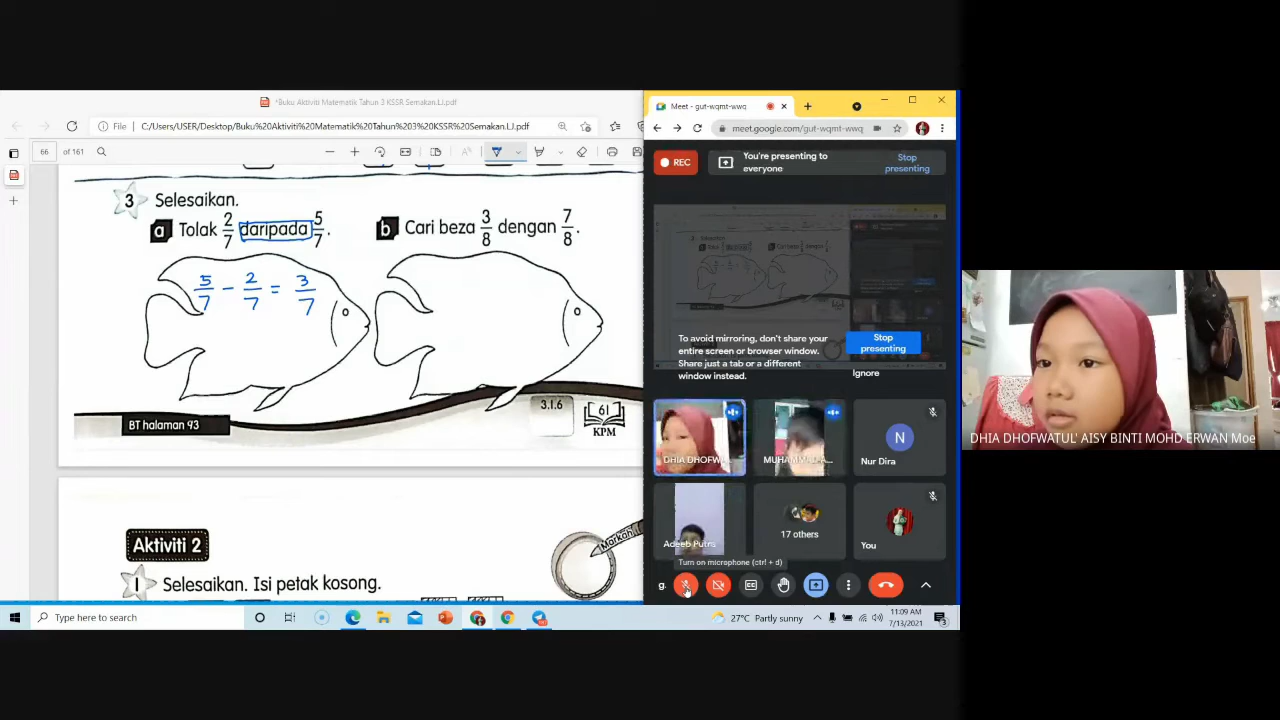 *Buku Aktiviti Matematik Tahun 3 KSSR Semakan.LJ.pdf
File C:/Users/USER/Desktop/Buku%20Aktiviti%20Matematik%20Tahun%203%20KSSR%20Semakan.LJ.pdf
66 of 161
3 Selesaikan.
a Tolak 2/7 daripada 5/7.
b Cari beza 3/8 dengan 7/8.
5/7 - 2/7 = 3/7
BT halaman 93
3.1.6
61
KPM
Aktiviti 2
Markah
1 Selesaikan. Isi petak kosong.
Meet - gut-wqmt-wwq
meet.google.com/gut-wqmt-wwq
REC
You're presenting to everyone
Stop presenting
To avoid mirroring, don't share your entire screen or browser window. Share just a tab or a different window instead.
Stop presenting
Ignore
DHIA DHOFW...
MUHAMMAD A...
N
Nur Dira
Adeeb Putra
17 others
You
Turn on microphone (ctrl + d)
g.
DHIA DHOFWATUL' AISY BINTI MOHD ERWAN Moe
Type here to search
27°C Partly sunny
11:09 AM
7/13/2021
3